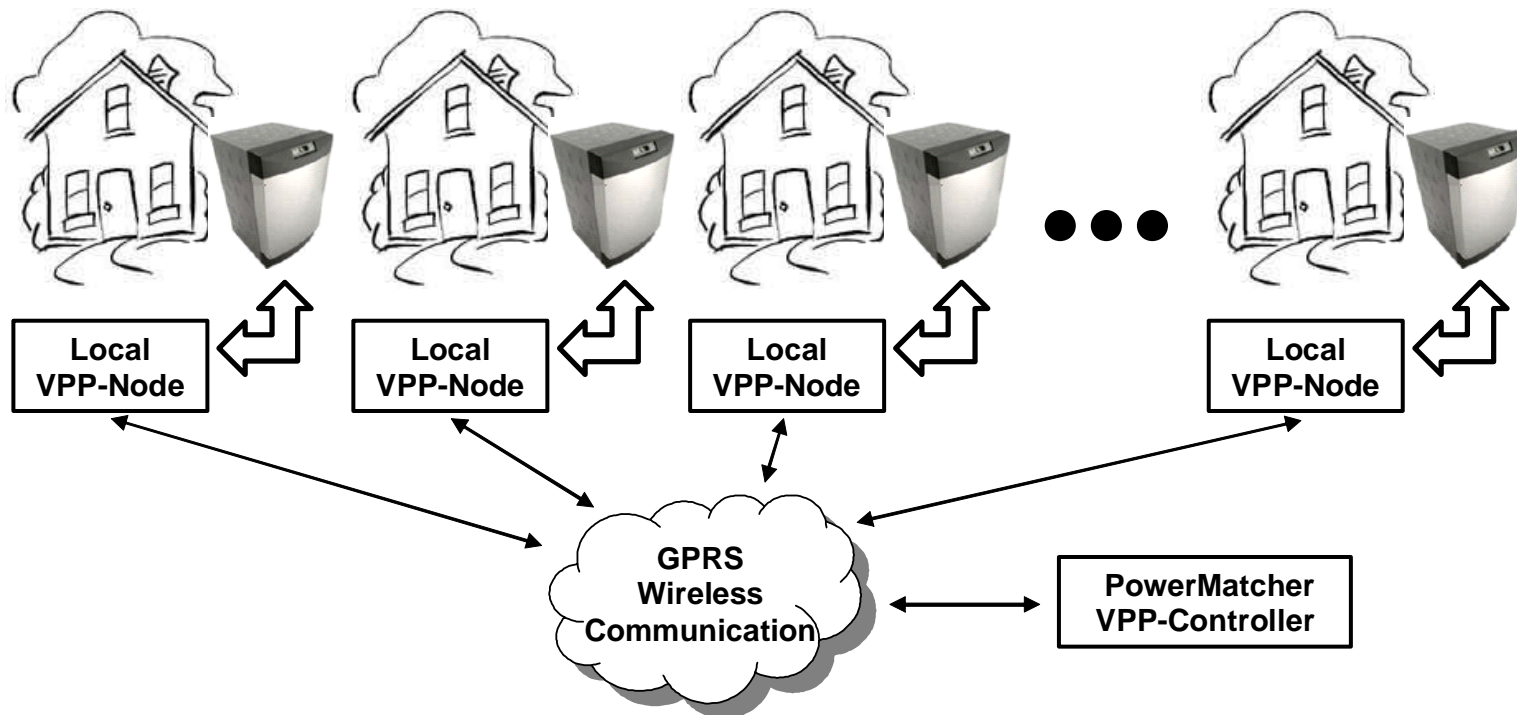 Local
VPP-Node
Local
VPP-Node
Local
VPP-Node
Local
VPP-Node
GPRS
Wireless
Communication
PowerMatcher
VPP-Controller